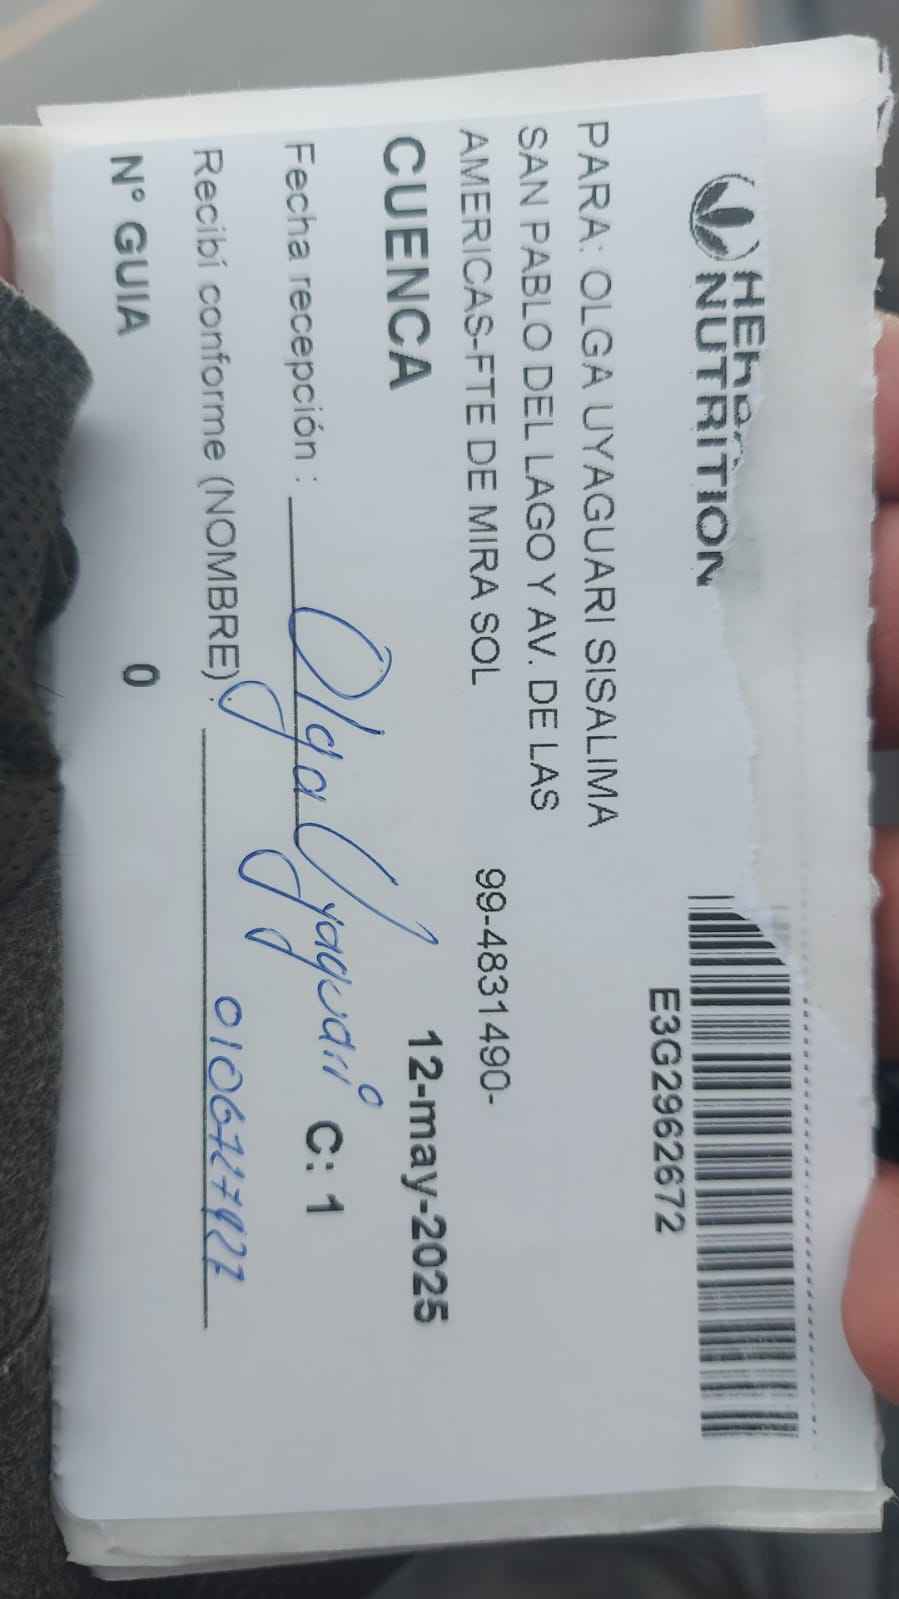 HERBA
NUTRITION
E3G2962672
PARA: OLGA UYAGUARI SISALIMA
SAN PABLO DEL LAGO Y AV. DE LAS
AMERICAS-FTE DE MIRA SOL
99-4831490-
CUENCA
12-may-2025
Fecha recepción :
Olga Uyaguari
C: 1
Recibí conforme (NOMBRE) :
N° GUIA
0